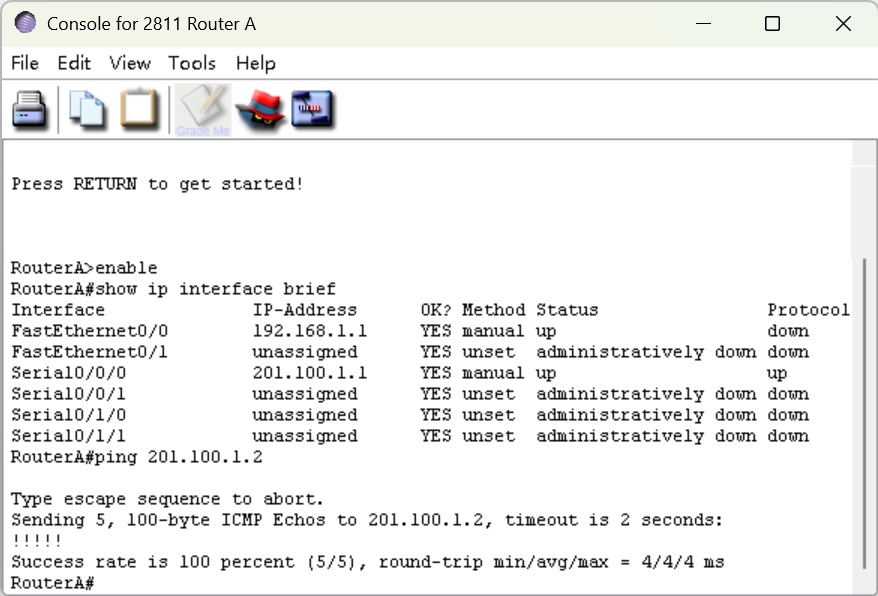 Console for 2811 Router A
File Edit View Tools Help
Grade Me
Press RETURN to get started!
RouterA>enable
RouterA#show ip interface brief
Interface              IP-Address      OK? Method Status                Protocol
FastEthernet0/0        192.168.1.1     YES manual up                    down
FastEthernet0/1        unassigned      YES unset  administratively down down
Serial0/0/0            201.100.1.1     YES manual up                    up
Serial0/0/1            unassigned      YES unset  administratively down down
Serial0/1/0            unassigned      YES unset  administratively down down
Serial0/1/1            unassigned      YES unset  administratively down down
RouterA#ping 201.100.1.2
Type escape sequence to abort.
Sending 5, 100-byte ICMP Echos to 201.100.1.2, timeout is 2 seconds:
!!!!!
Success rate is 100 percent (5/5), round-trip min/avg/max = 4/4/4 ms
RouterA#